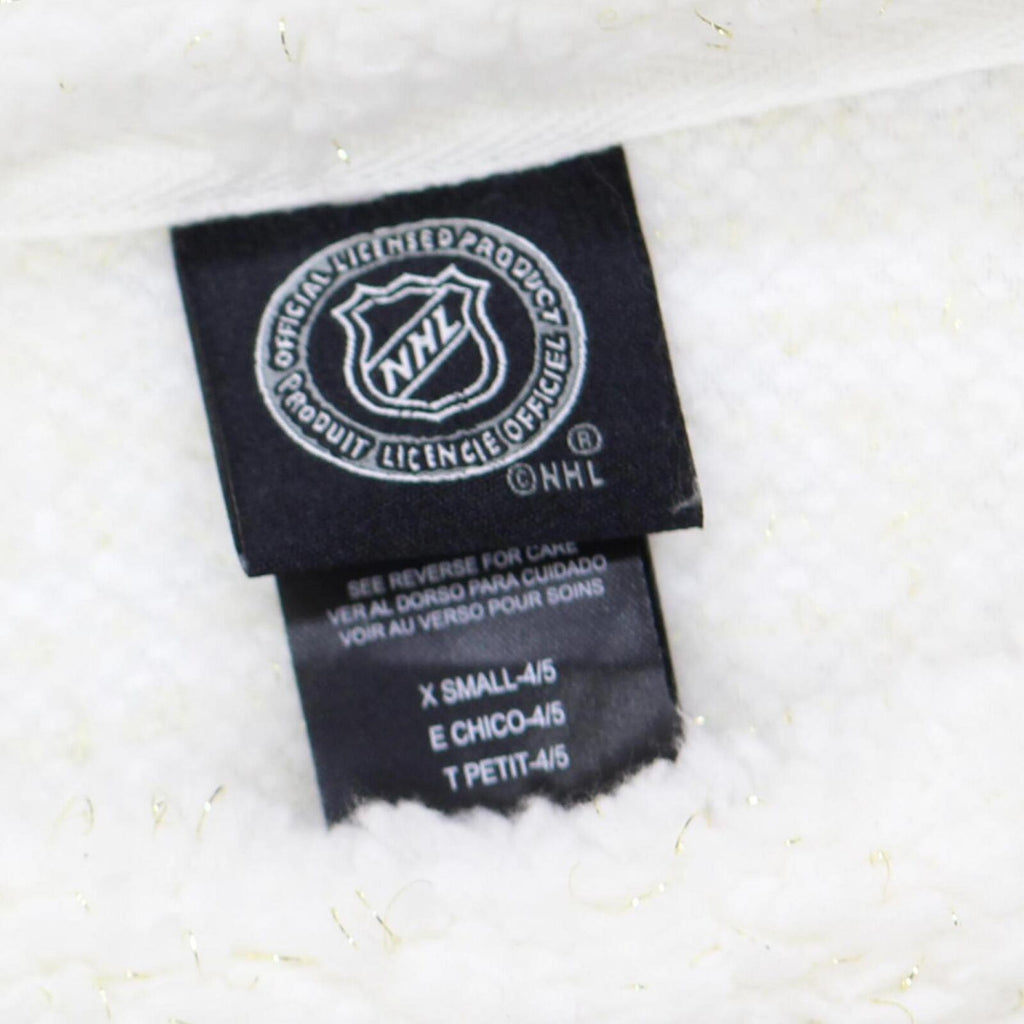 OFFICIAL LICENSED PRODUCT
NHL
PRODUIT LICENCIÉ OFFICIEL
®
©NHL
SEE REVERSE FOR CARE
VER AL DORSO PARA CUIDADO
VOIR AU VERSO POUR SOINS
X SMALL-4/5
E CHICO-4/5
T PETIT-4/5